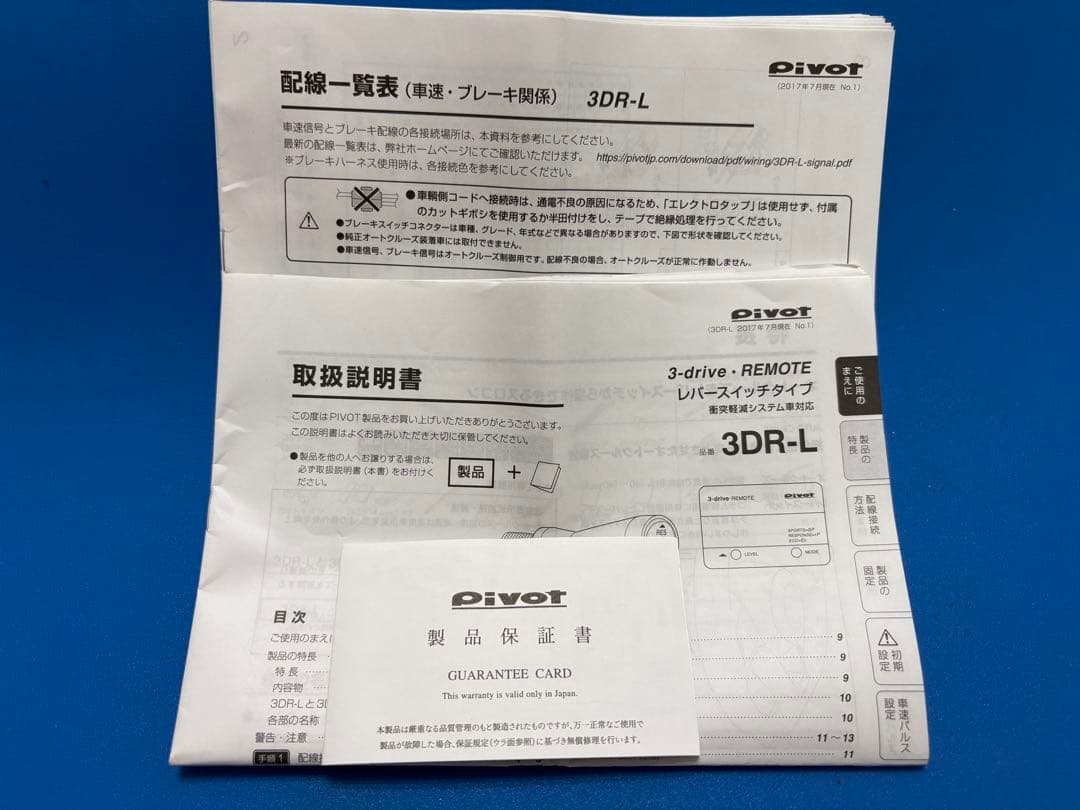 Pivot
(2017年7月現在 No.1)
配線一覧表(車速・ブレーキ関係) 3DR-L
車速信号とブレーキ配線の各接続場所は、本資料を参考にしてください。
最新の配線一覧表は、弊社ホームページにてご確認いただけます。 https://pivotjp.com/download/pdf/wiring/3DR-L-signal.pdf
※ブレーキハーネス使用時は、各接続色を参考にしてください。
●車輌側コードへ接続時は、通電不良の原因になるため、「エレクトロタップ」は使用せず、付属
のカットギボシを使用するか半田付けをし、テープで絶縁処理を行ってください。
●ブレーキスイッチコネクターは車種、グレード、年式などで異なる場合がありますので、下図で形状を確認してください。
●純正オートクルーズ装着車には取付できません。
●車速信号、ブレーキ信号はオートクルーズ制御用です。配線不良の場合、オートクルーズが正常に作動しません。
Pivot
(3DR-L 2017年7月現在 No.1)
取扱説明書
3-drive・REMOTE
レバースイッチタイプ
衝突軽減システム車対応
品番 3DR-L
この度はPIVOT製品をお買い上げいただきありがとうございます。
この説明書はよくお読みいただき大切に保管してください。
●製品を他の人へお譲りする場合は、
必ず取扱説明書(本書)をお付けく
ださい。
製品 +
3-drive・REMOTE Pivot
SPORTS=SP
LEVEL
MODE
RES
ご使用の
まえに
製品の
特長
配線接続
方法
製品の
固定
初期
設定
車速パルス
設定
目次
ご使用のまえに
製品の特長
特長
内容物
3DR-Lと3D
各部の名称
警告・注意
手順1 配線
9
9
9
10
10
11~13
11
Pivot
製品保証書
GUARANTEE CARD
This warranty is valid only in Japan.
本製品は厳重なる品質管理のもと製造されたものですが、万一正常なご使用で
製品が故障した場合、保証規定(ウラ面参照)に基づき無償修理を行います。